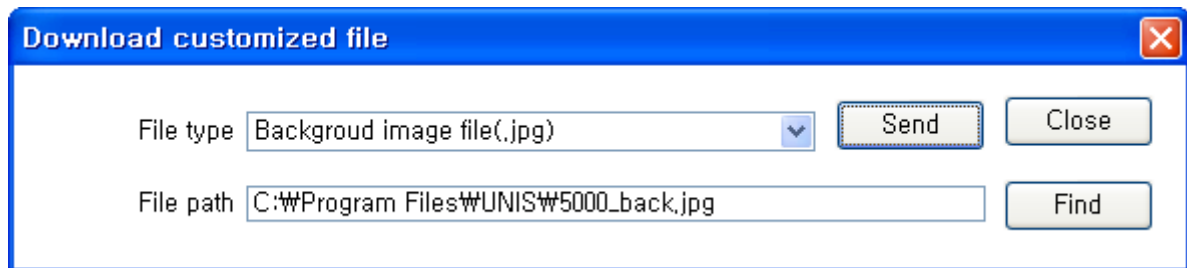 Download customized file
File type Backgroud image file(.jpg) Send Close
File path C:₩Program Files₩UNIS₩5000_back.jpg Find